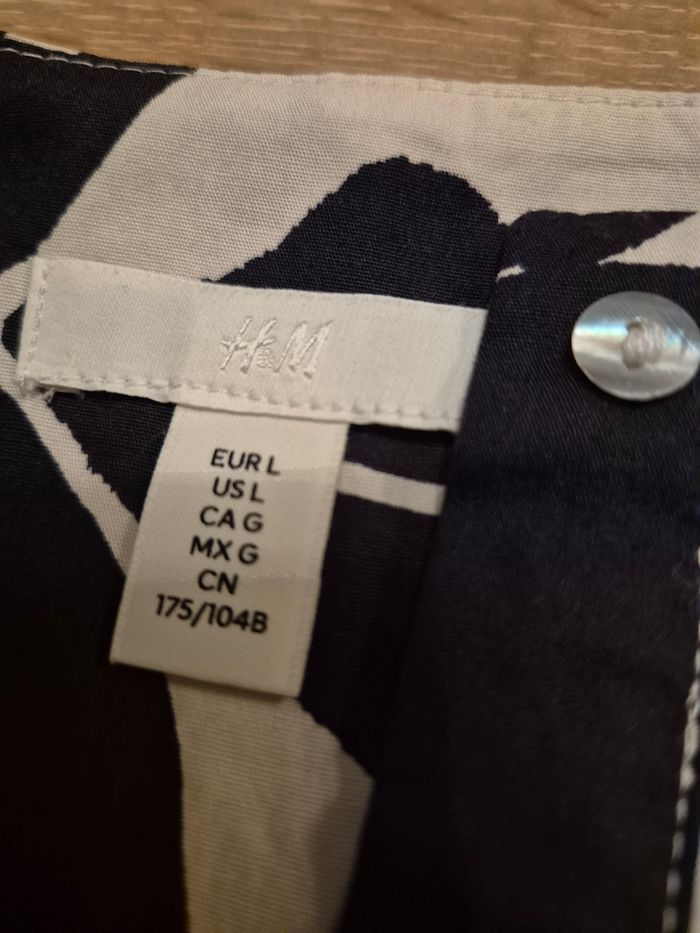 H&M
EUR L
US L
CA G
MX G
CN
175/104B